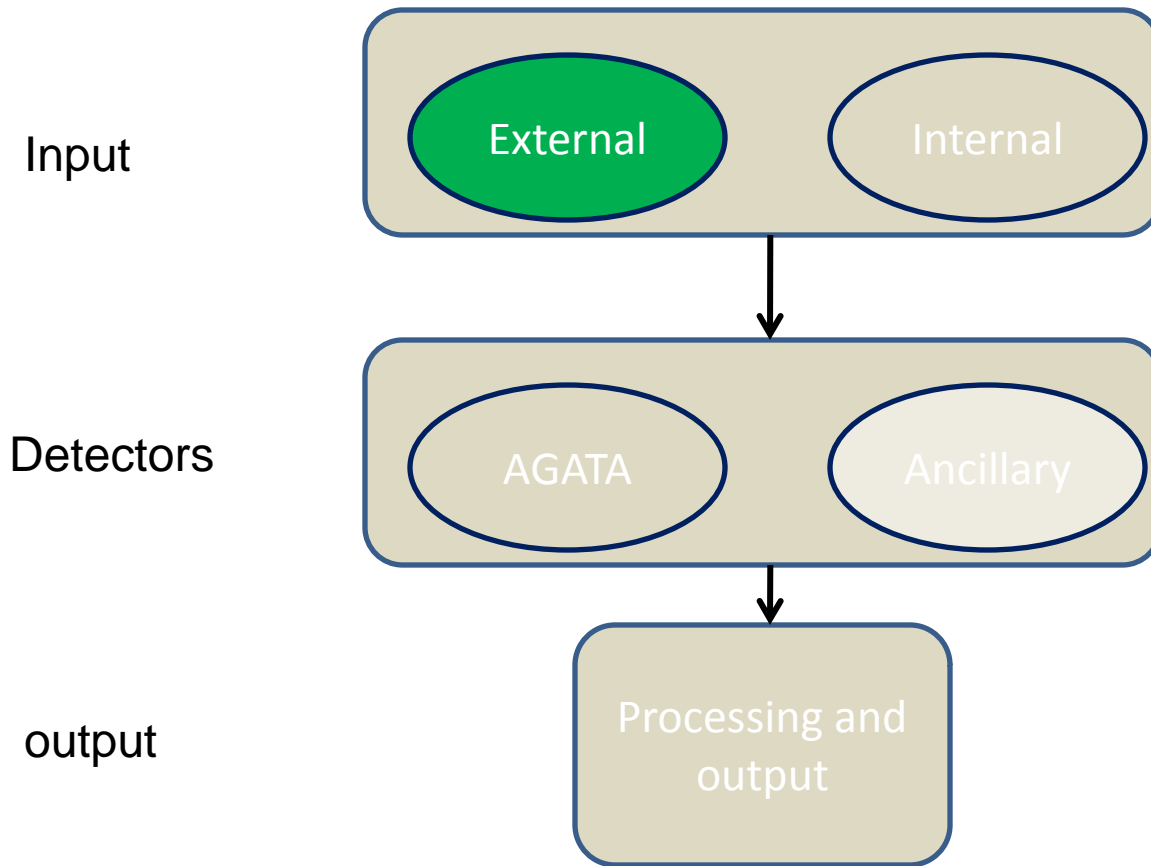 External
Internal
Input
AGATA
Ancillary
Detectors
Processing and
output
output